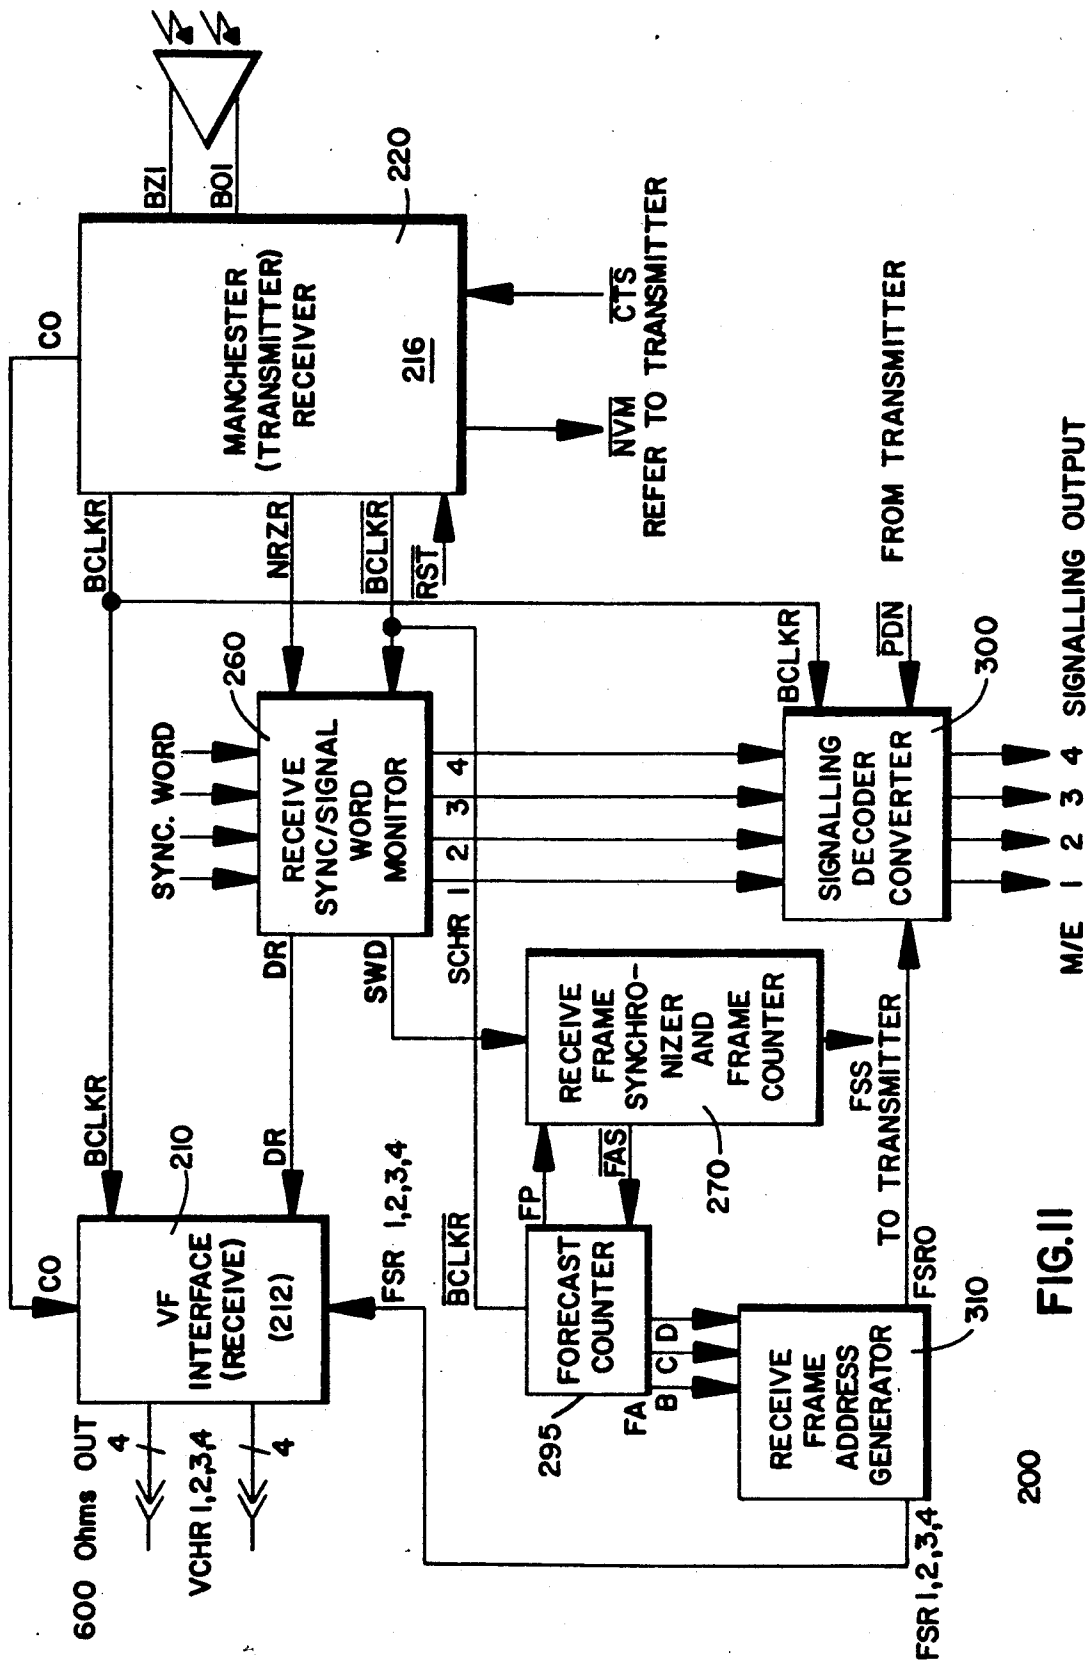 600 Ohms OUT
4
VCHR 1,2,3,4
4
CO
VF
INTERFACE
(RECEIVE)
(212)
210
BCLKR
DR
FSR 1,2,3,4
SYNC. WORD
260
RECEIVE
SYNC/SIGNAL
WORD
MONITOR
DR
SWD
SCHR 1 2 3 4
BCLKR
NRZR
BCLKR
RST
CO
MANCHESTER
(TRANSMITTER)
RECEIVER
216
220
BZI
BOI
NVM
CTS
REFER TO TRANSMITTER
BCLKR
FORECAST
COUNTER
295
FA
B C D
FP
FAS
RECEIVE
FRAME
SYNCHRO-
NIZER
AND
FRAME
COUNTER
270
FSS
TO TRANSMITTER
RECEIVE
FRAME
ADDRESS
GENERATOR
310
FSRO
FSR 1,2,3,4
BCLKR
PDN FROM TRANSMITTER
SIGNALLING
DECODER
CONVERTER
300
M/E 1 2 3 4 SIGNALLING OUTPUT
200
FIG.11